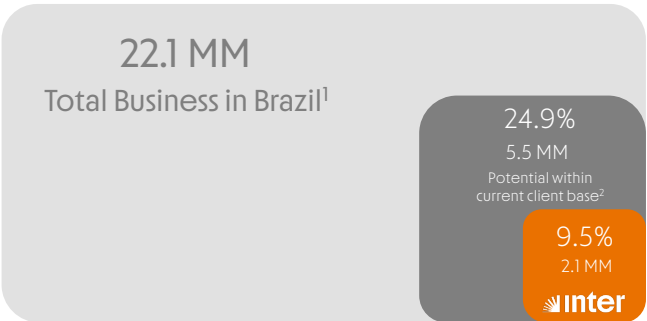 22.1 MM
Total Business in Brazil¹
24.9%
5.5 MM
Potential within
current client base²
9.5%
2.1 MM
inter